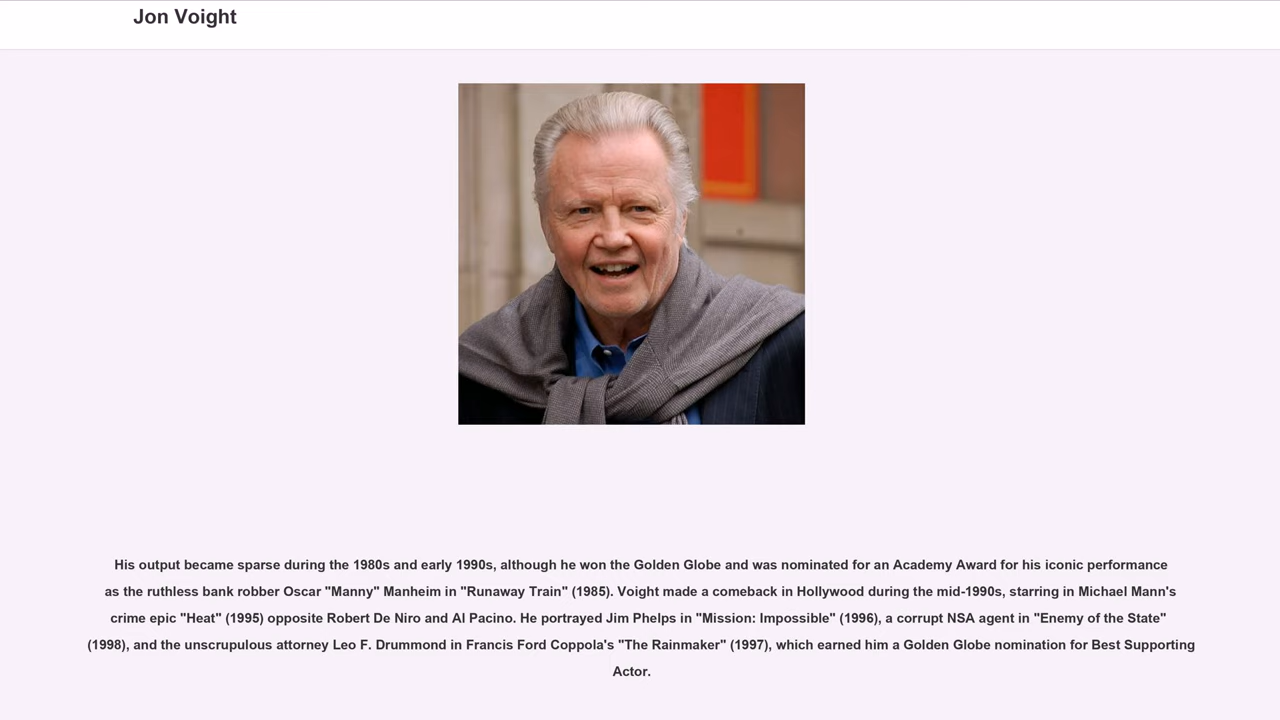 Jon Voight
His output became sparse during the 1980s and early 1990s, although he won the Golden Globe and was nominated for an Academy Award for his iconic performance
as the ruthless bank robber Oscar "Manny" Manheim in "Runaway Train" (1985). Voight made a comeback in Hollywood during the mid-1990s, starring in Michael Mann's
crime epic "Heat" (1995) opposite Robert De Niro and Al Pacino. He portrayed Jim Phelps in "Mission: Impossible" (1996), a corrupt NSA agent in "Enemy of the State"
(1998), and the unscrupulous attorney Leo F. Drummond in Francis Ford Coppola's "The Rainmaker" (1997), which earned him a Golden Globe nomination for Best Supporting
Actor.